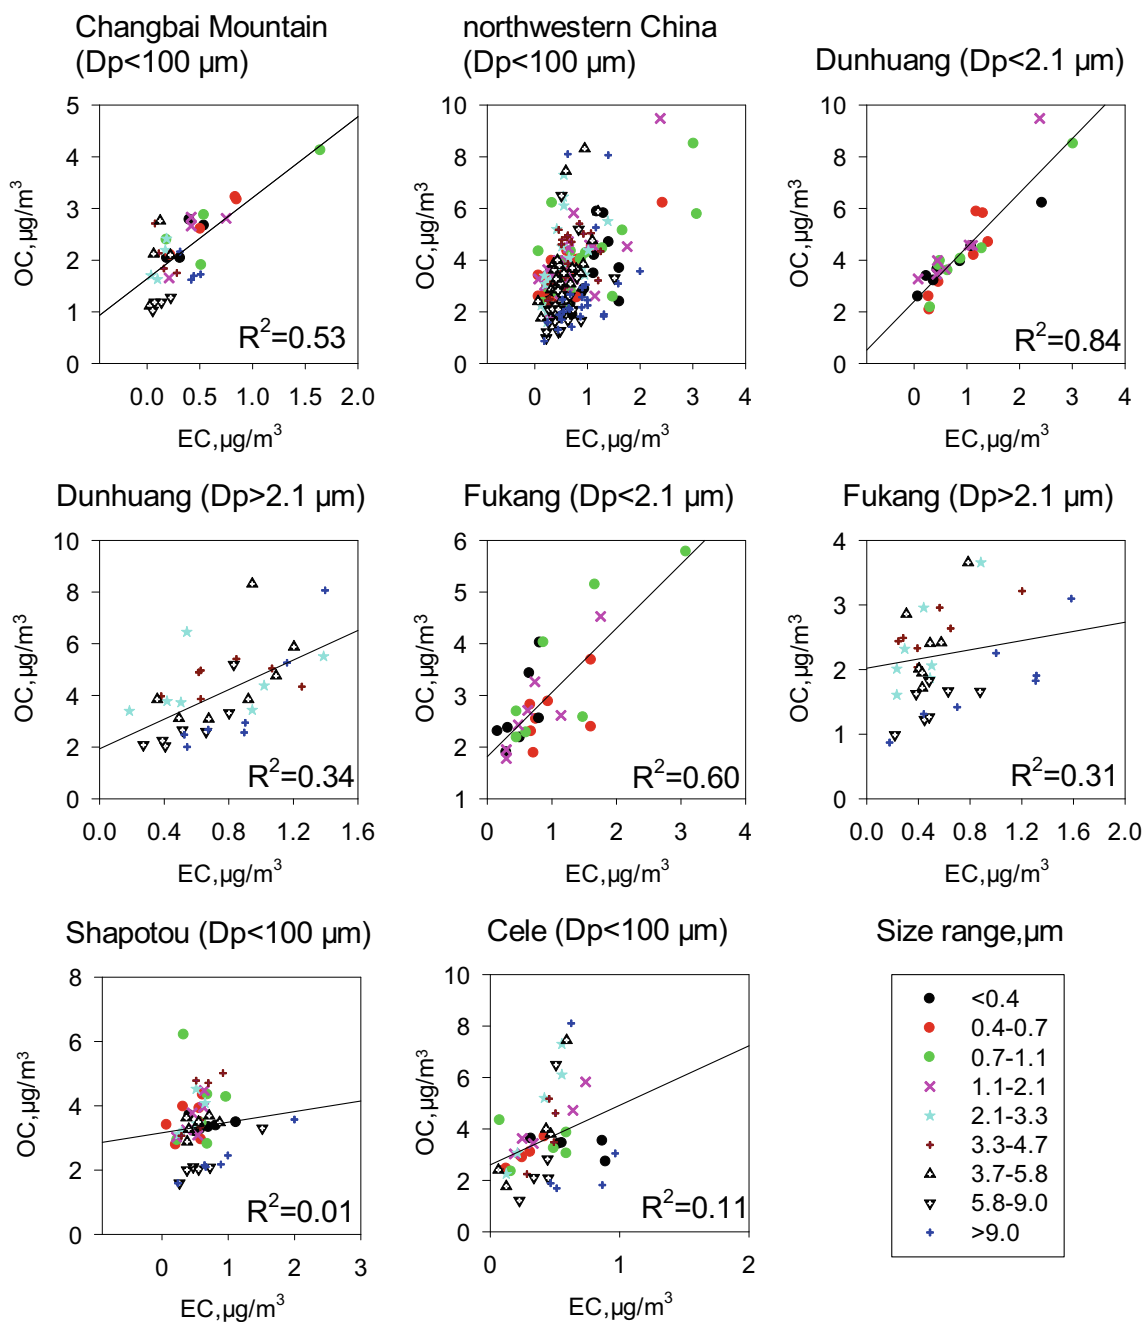 Changbai Mountain
(Dp<100 µm)
northwestern China
(Dp<100 µm)
Dunhuang (Dp<2.1 µm)
5
4
3
2
1
0
OC,µg/m³
R²=0.53
0.0 0.5 1.0 1.5 2.0
EC,µg/m³
10
8
6
4
2
0
OC,µg/m³
0 1 2 3 4
EC,µg/m³
10
8
6
4
2
0
OC,µg/m³
R²=0.84
0 1 2 3 4
EC,µg/m³
Dunhuang (Dp>2.1 µm)
10
8
6
4
2
0
OC,µg/m³
R²=0.34
0.0 0.4 0.8 1.2 1.6
EC,µg/m³
Fukang (Dp<2.1 µm)
6
5
4
3
2
1
OC,µg/m³
R²=0.60
0 1 2 3 4
EC,µg/m³
Fukang (Dp>2.1 µm)
4
3
2
1
0
OC,µg/m³
R²=0.31
0.0 0.4 0.8 1.2 1.6 2.0
EC,µg/m³
Shapotou (Dp<100 µm)
8
6
4
2
0
OC,µg/m³
R²=0.01
0 1 2 3
EC,µg/m³
Cele (Dp<100 µm)
10
8
6
4
2
0
OC,µg/m³
R²=0.11
0 1 2
EC,µg/m³
Size range,µm
<0.4
0.4-0.7
0.7-1.1
1.1-2.1
2.1-3.3
3.3-4.7
3.7-5.8
5.8-9.0
>9.0